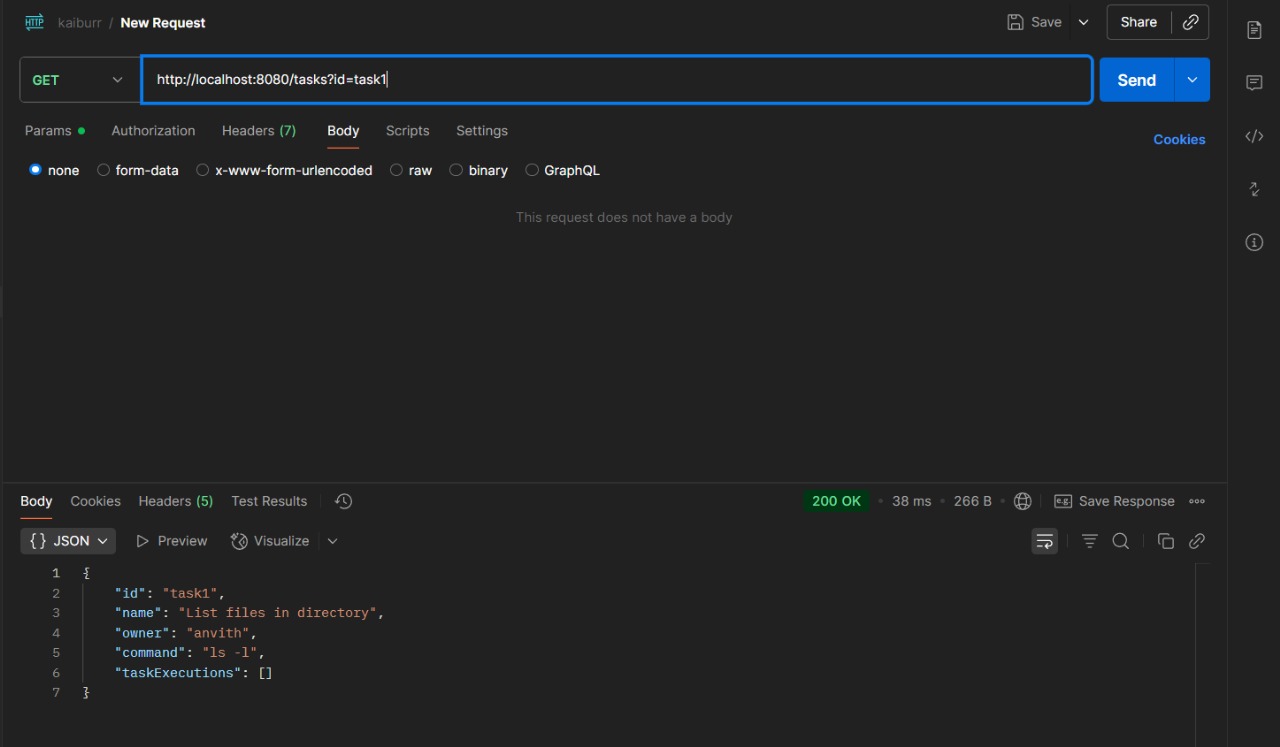 HTTP kaiburr / New Request Save Share
GET http://localhost:8080/tasks?id=task1 Send
Params Authorization Headers (7) Body Scripts Settings Cookies
none form-data x-www-form-urlencoded raw binary GraphQL
This request does not have a body
Body Cookies Headers (5) Test Results 200 OK • 38 ms • 266 B e.g. Save Response
{} JSON Preview Visualize
1 {
2 "id": "task1",
3 "name": "List files in directory",
4 "owner": "anvith",
5 "command": "ls -l",
6 "taskExecutions": []
7 }